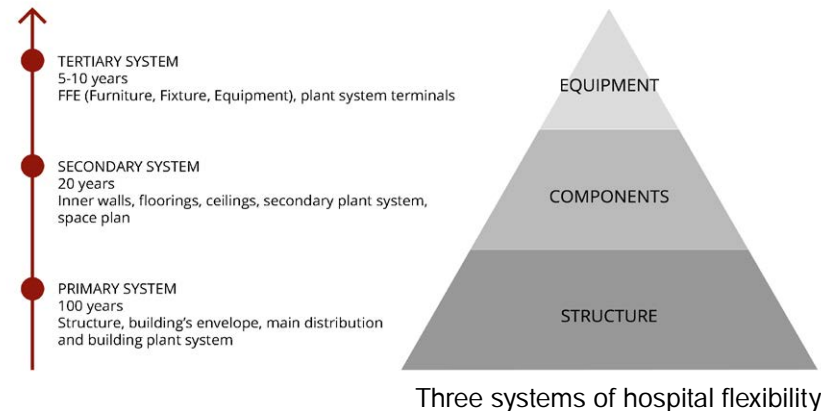 TERTIARY SYSTEM
5-10 years
FFE (Furniture, Fixture, Equipment), plant system terminals
SECONDARY SYSTEM
20 years
Inner walls, floorings, ceilings, secondary plant system,
space plan
PRIMARY SYSTEM
100 years
Structure, building's envelope, main distribution
and building plant system
EQUIPMENT
COMPONENTS
STRUCTURE
Three systems of hospital flexibility